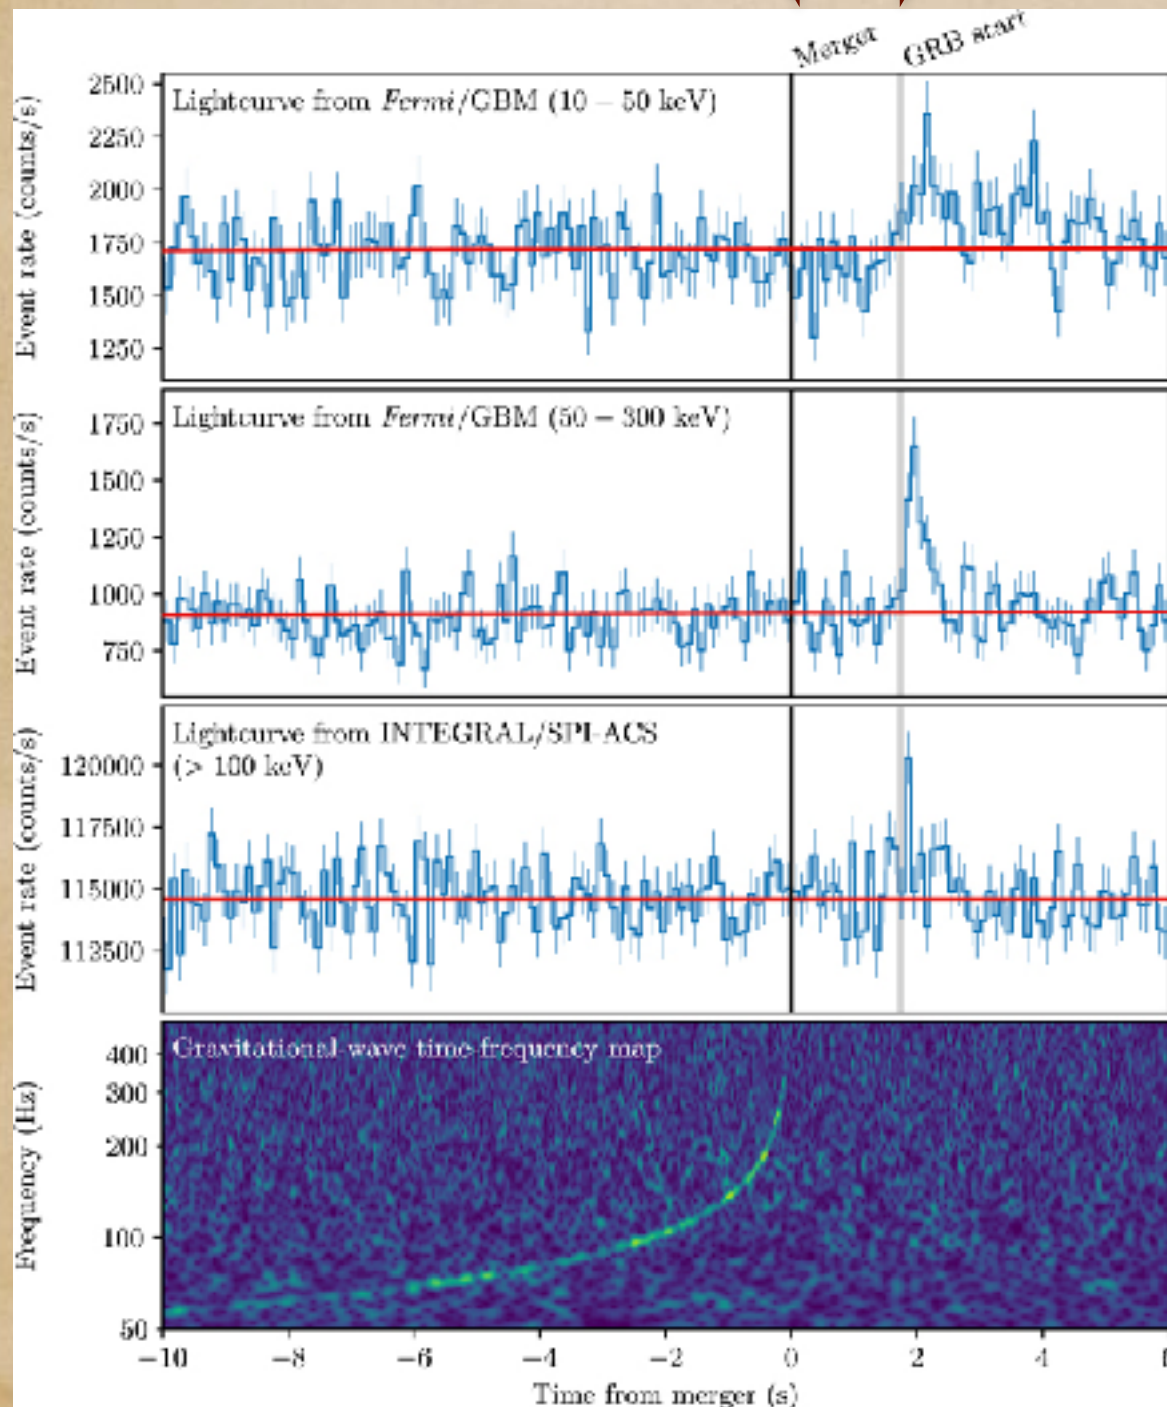 Merger GRB start
Event rate (counts/s)
2500
2250
2000
1750
1500
1250
Lightcurve from Fermi/GBM (10 – 50 keV)
Event rate (counts/s)
1750
1500
1250
1000
750
Lightcurve from Fermi/GBM (50 – 300 keV)
Event rate (counts/s)
120000
117500
115000
113500
Lightcurve from INTEGRAL/SPI-ACS
(> 100 keV)
Frequency (Hz)
400
300
200
100
50
Gravitational-wave time-frequency map
−10 −8 −6 −4 −2 0 2 4
Time from merger (s)